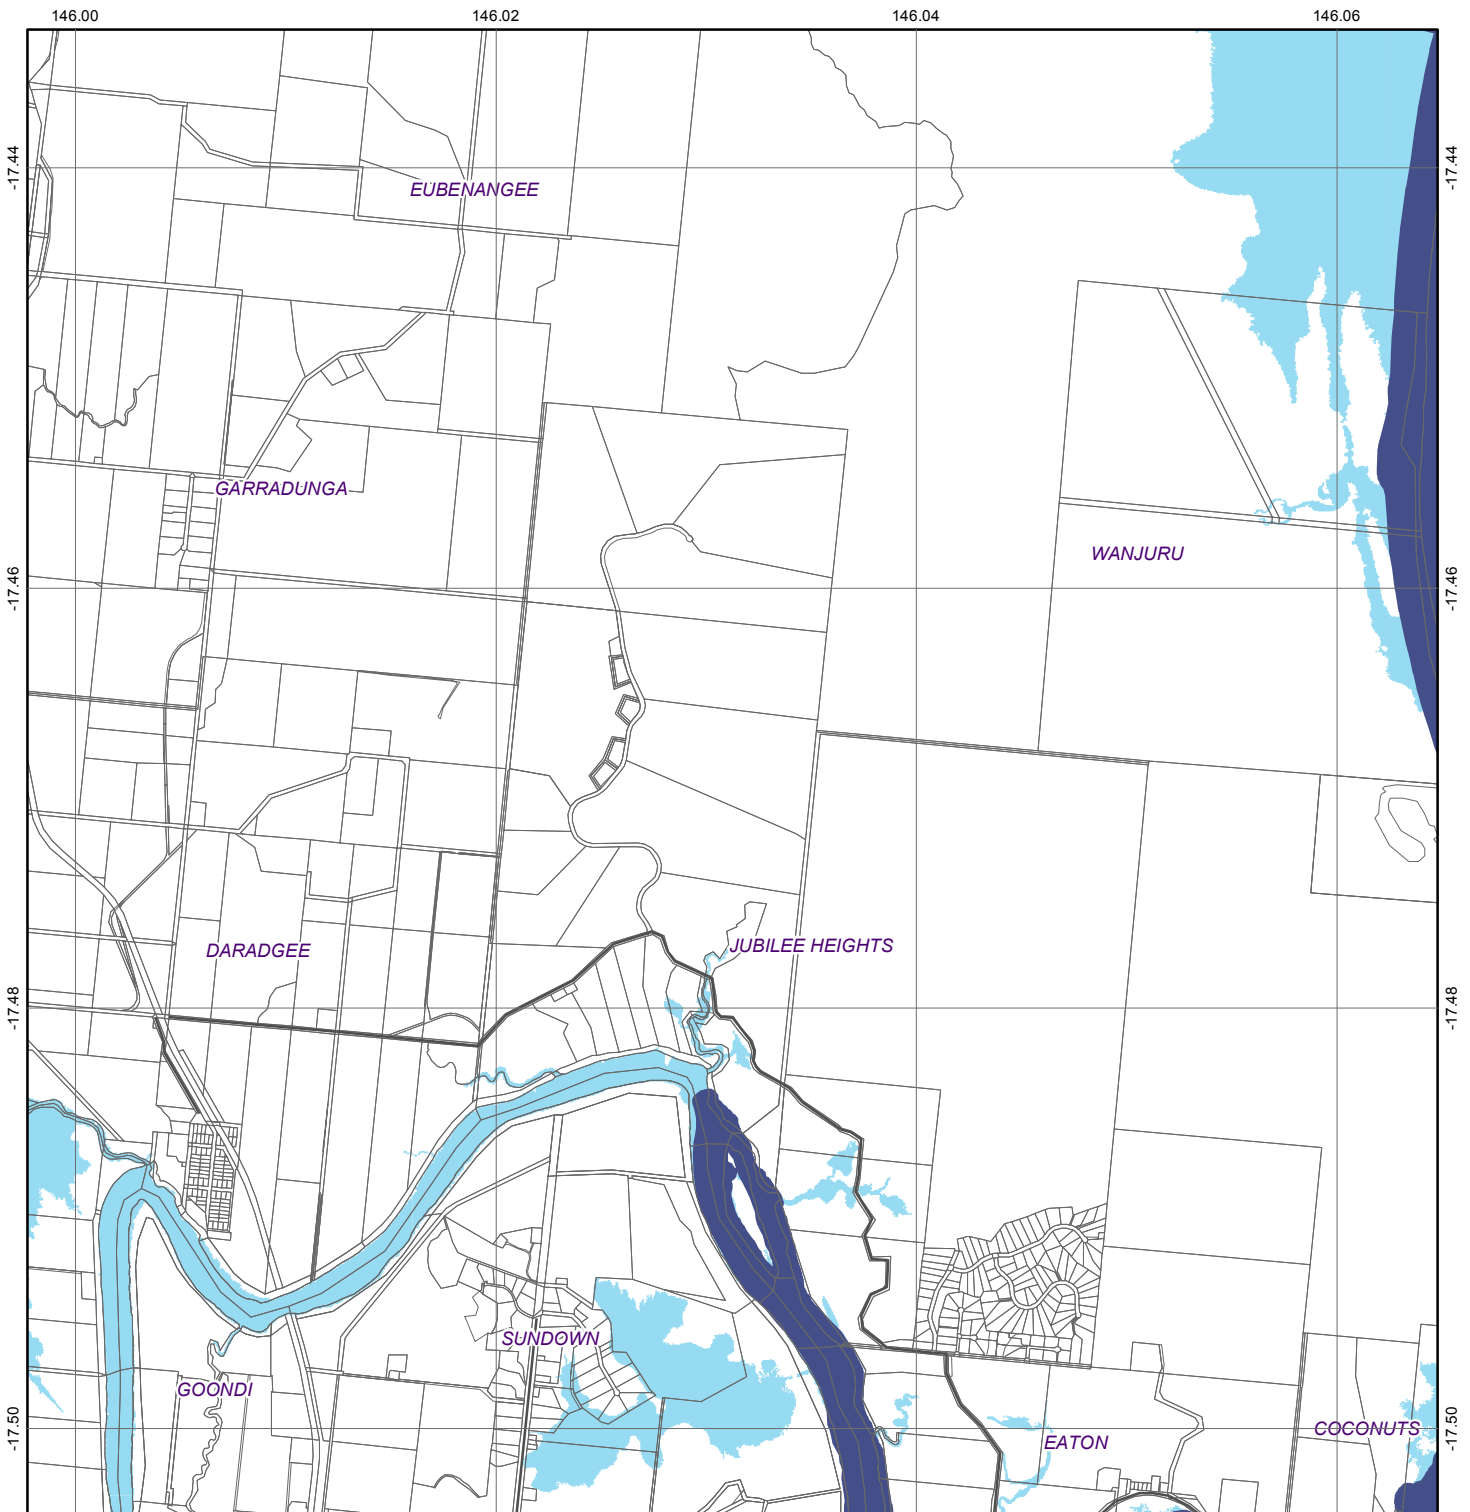 146.00 146.02 146.04 146.06
-17.44 -17.44
EUBENANGEE
GARRADUNGA
WANJURU
-17.46 -17.46
JUBILEE HEIGHTS
DARADGEE
-17.48 -17.48
SUNDOWN
GOONDI
-17.50 -17.50
COCONUTS
EATON